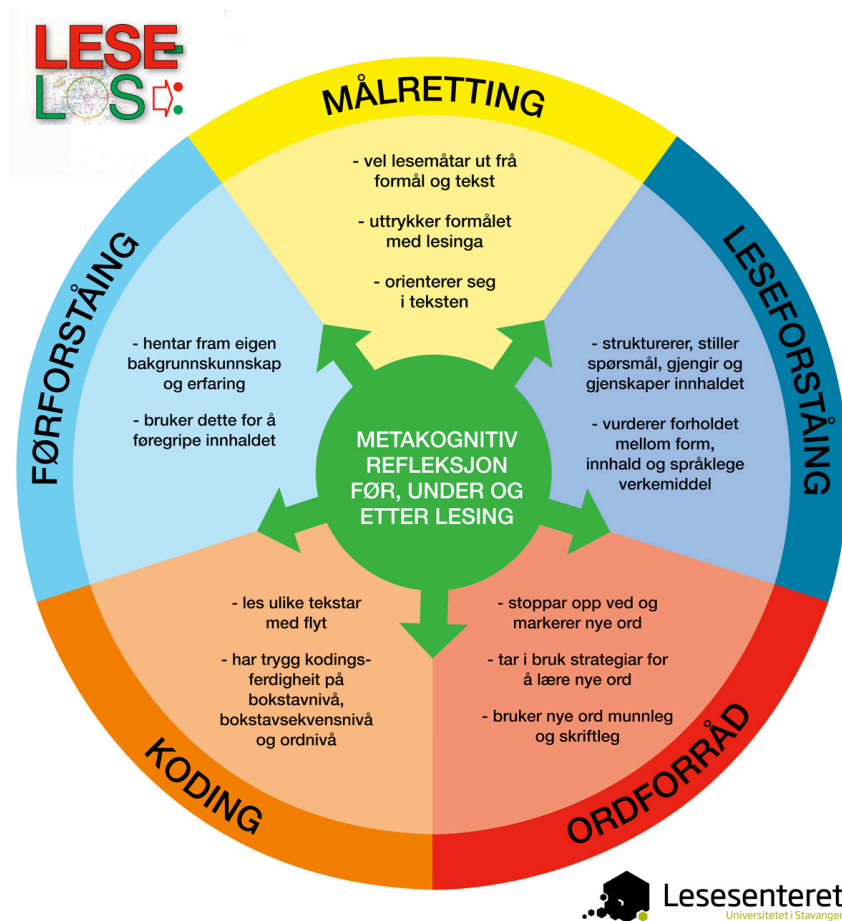 LESE-
LOS
MÅLRETTING
- vel lesemåtar ut frå
formål og tekst
- uttrykker formålet
med lesinga
- orienterer seg
i teksten
FØRFORSTÅING
- hentar fram eigen
bakgrunnskunnskap
og erfaring
- bruker dette for å
føregripe innhaldet
LESEFORSTÅING
- strukturerer, stiller
spørsmål, gjengir og
gjenskaper innhaldet
- vurderer forholdet
mellom form,
innhald og språklege
verkemiddel
METAKOGNITIV
REFLEKSJON
FØR, UNDER OG
ETTER LESING
KODING
- les ulike tekstar
med flyt
- har trygg kodings-
ferdigheit på
bokstavnivå,
bokstavsekvensnivå
og ordnivå
ORDFORRÅD
- stoppar opp ved og
markerer nye ord
- tar i bruk strategiar for
å lære nye ord
- bruker nye ord munnleg
og skriftleg
Lesesenteret
Universitetet i Stavanger